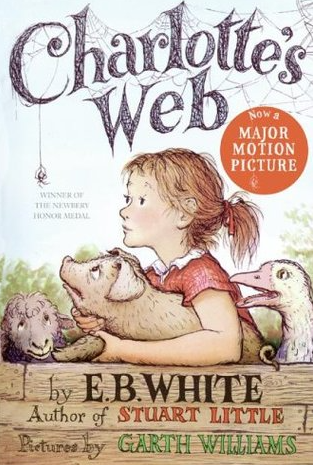 Charlotte's
Web
Now a
MAJOR
MOTION
PICTURE
WINNER OF
THE NEWBERY
HONOR MEDAL
by E.B. WHITE
Author of STUART LITTLE
Pictures by GARTH WILLIAMS